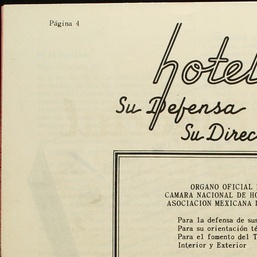 Página 4
hotel
Su Defensa
Su Direc
ORGANO OFICIAL
CAMARA NACIONAL DE HO
ASOCIACION MEXICANA
Para la defensa de sus
Para su orientación té
Para el fomento del T
Interior y Exterior